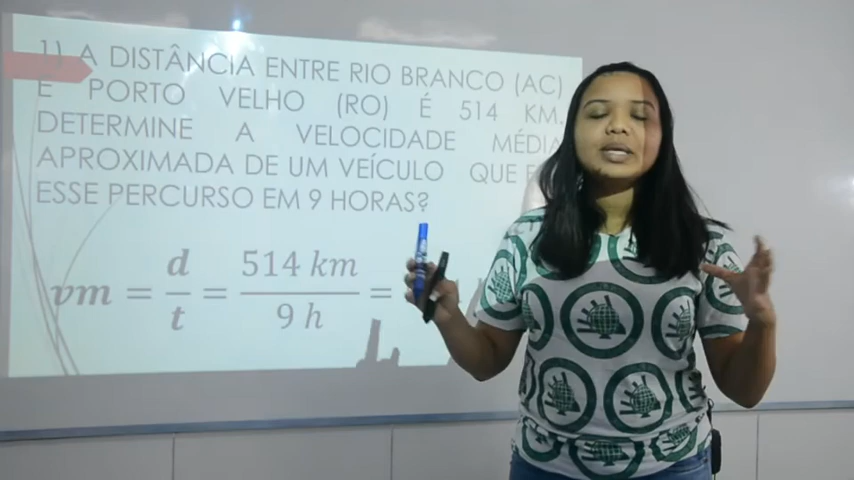 1) A DISTÂNCIA ENTRE RIO BRANCO (AC)
E PORTO VELHO (RO) É 514 KM.
DETERMINE A VELOCIDADE MÉDIA
APROXIMADA DE UM VEÍCULO QUE
ESSE PERCURSO EM 9 HORAS?
vm = d/t = 514 km / 9 h =